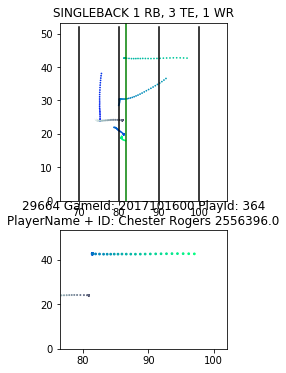 SINGLEBACK 1 RB, 3 TE, 1 WR
50
40
30
20
10
0
70 80 90 100
29664 GameId: 2017101600 PlayId: 364
PlayerName + ID: Chester Rogers 2556396.0
40
20
0
80 90 100